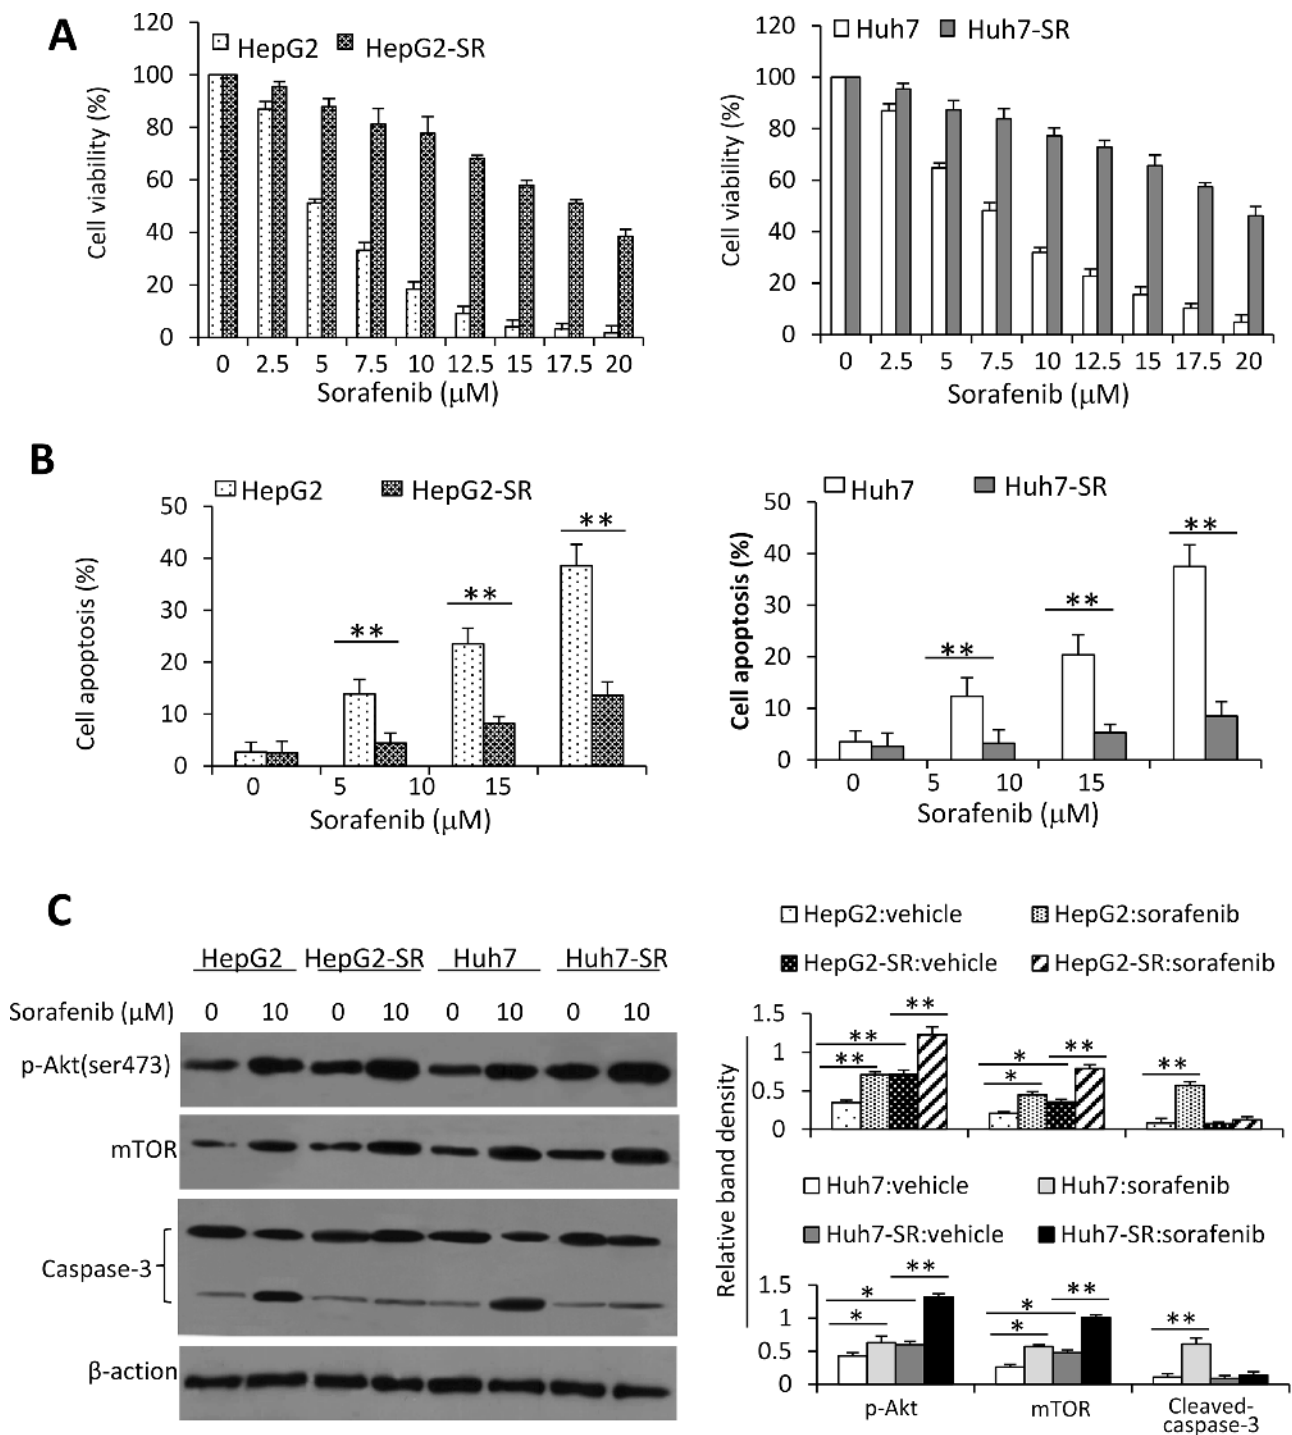 A
HepG2 HepG2-SR
120
100
80
60
40
20
0
Cell viability (%)
0 2.5 5 7.5 10 12.5 15 17.5 20
Sorafenib (μM)
Huh7 Huh7-SR
120
100
80
60
40
20
0
Cell viability (%)
0 2.5 5 7.5 10 12.5 15 17.5 20
Sorafenib (μM)
B
HepG2 HepG2-SR
50
40
30
20
10
0
Cell apoptosis (%)
** ** **
0 5 10 15
Sorafenib (μM)
Huh7 Huh7-SR
50
40
30
20
10
0
Cell apoptosis (%)
** ** **
0 5 10 15
Sorafenib (μM)
C
HepG2 HepG2-SR Huh7 Huh7-SR
Sorafenib (μM) 0 10 0 10 0 10 0 10
p-Akt(ser473)
mTOR
Caspase-3
β-action
HepG2:vehicle HepG2:sorafenib
HepG2-SR:vehicle HepG2-SR:sorafenib
Relative band density
1.5
1
0.5
0
** ** ** * * ** **
Huh7:vehicle Huh7:sorafenib
Huh7-SR:vehicle Huh7-SR:sorafenib
1.5
1
0.5
0
* * ** * * ** **
p-Akt mTOR Cleaved-
caspase-3